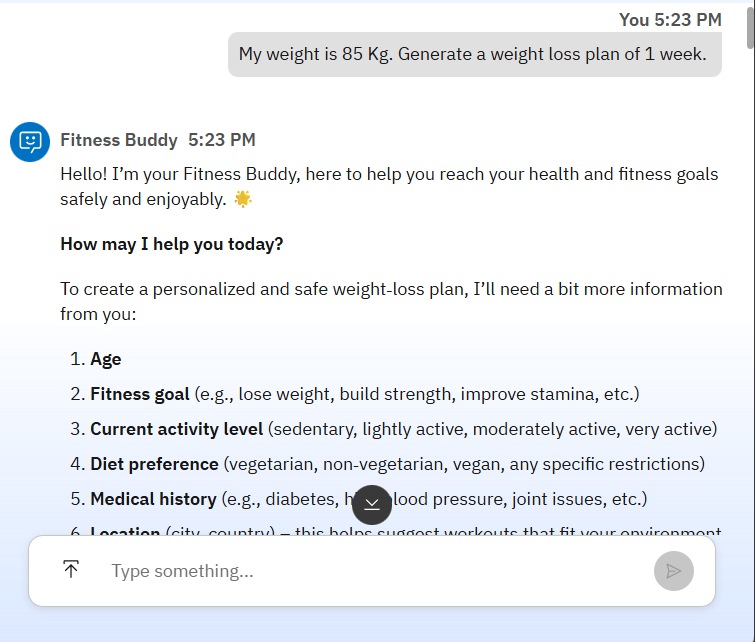 You 5:23 PM
My weight is 85 Kg. Generate a weight loss plan of 1 week.
Fitness Buddy 5:23 PM
Hello! I’m your Fitness Buddy, here to help you reach your health and fitness goals
safely and enjoyably. 🌟
How may I help you today?
To create a personalized and safe weight-loss plan, I’ll need a bit more information
from you:
1. Age
2. Fitness goal (e.g., lose weight, build strength, improve stamina, etc.)
3. Current activity level (sedentary, lightly active, moderately active, very active)
4. Diet preference (vegetarian, non-vegetarian, vegan, any specific restrictions)
5. Medical history (e.g., diabetes, pressure, joint issues, etc.)
6. Location (city, country) – this helps suggest workouts that fit your environment
Type something...